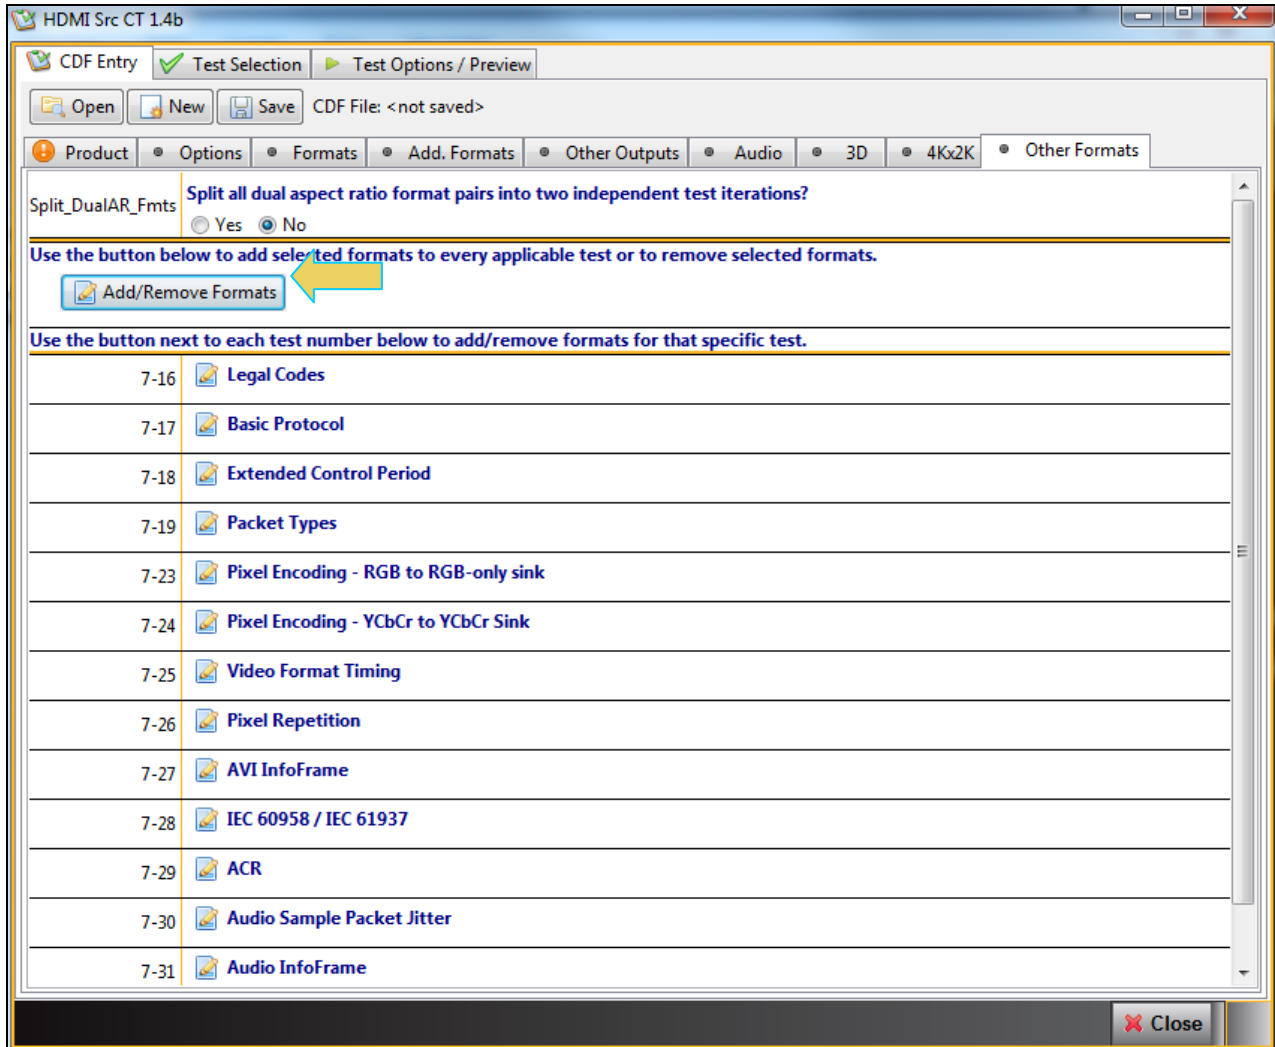 HDMI Src CT 1.4b
CDF Entry Test Selection Test Options / Preview
Open New Save CDF File: <not saved>
Product Options Formats Add. Formats Other Outputs Audio 3D 4Kx2K Other Formats
Split_DualAR_Fmts Split all dual aspect ratio format pairs into two independent test iterations?
Yes No
Use the button below to add selected formats to every applicable test or to remove selected formats.
Add/Remove Formats
Use the button next to each test number below to add/remove formats for that specific test.
7-16 Legal Codes
7-17 Basic Protocol
7-18 Extended Control Period
7-19 Packet Types
7-23 Pixel Encoding - RGB to RGB-only sink
7-24 Pixel Encoding - YCbCr to YCbCr Sink
7-25 Video Format Timing
7-26 Pixel Repetition
7-27 AVI InfoFrame
7-28 IEC 60958 / IEC 61937
7-29 ACR
7-30 Audio Sample Packet Jitter
7-31 Audio InfoFrame
Close